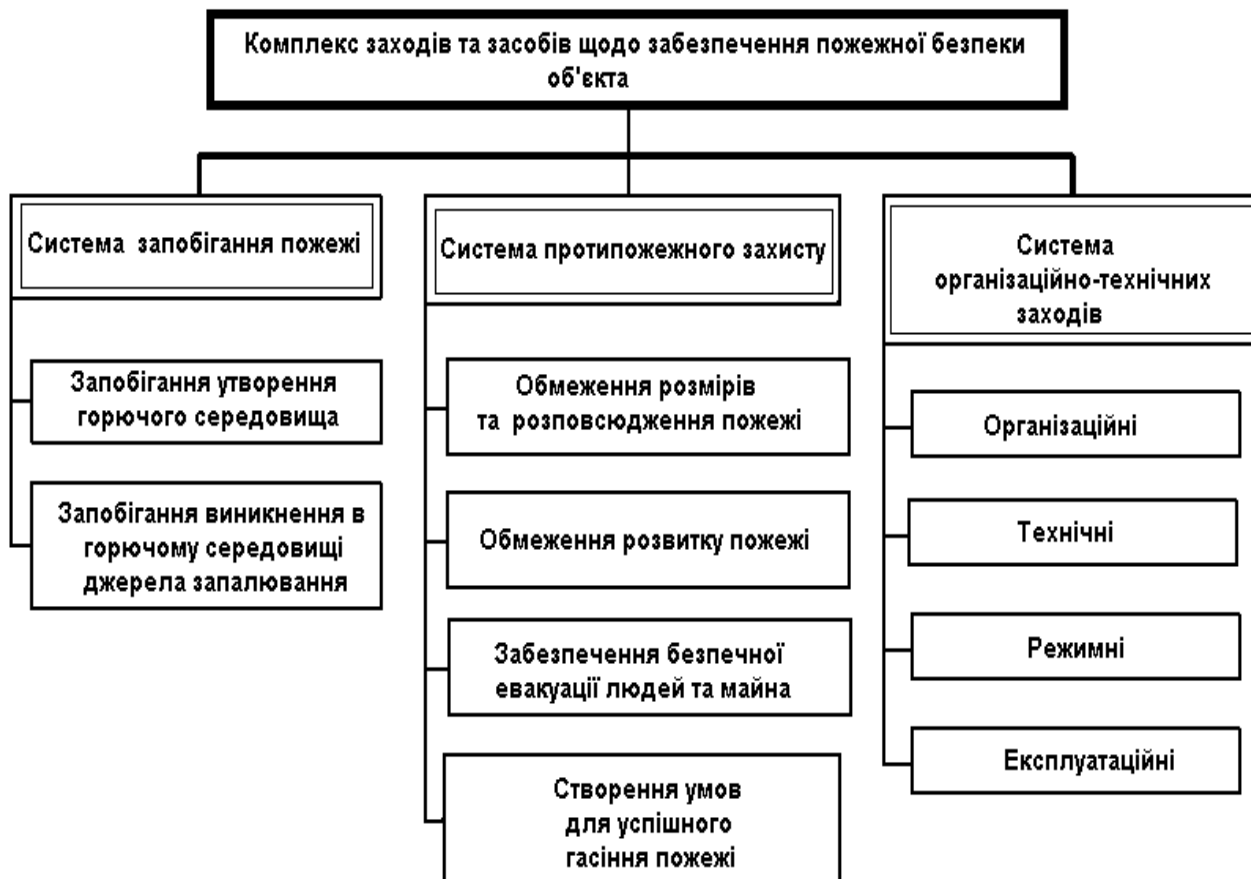 Комплекс заходів та засобів щодо забезпечення пожежної безпеки
об'єкта
Система запобігання пожежі
Запобігання утворення
горючого середовища
Запобігання виникнення в
горючому середовищі
джерела запалювання
Система протипожежного захисту
Обмеження розмірів
та розповсюдження пожежі
Обмеження розвитку пожежі
Забезпечення безпечної
евакуації людей та майна
Створення умов
для успішного
гасіння пожежі
Система
організаційно-технічних
заходів
Організаційні
Технічні
Режимні
Експлуатаційні